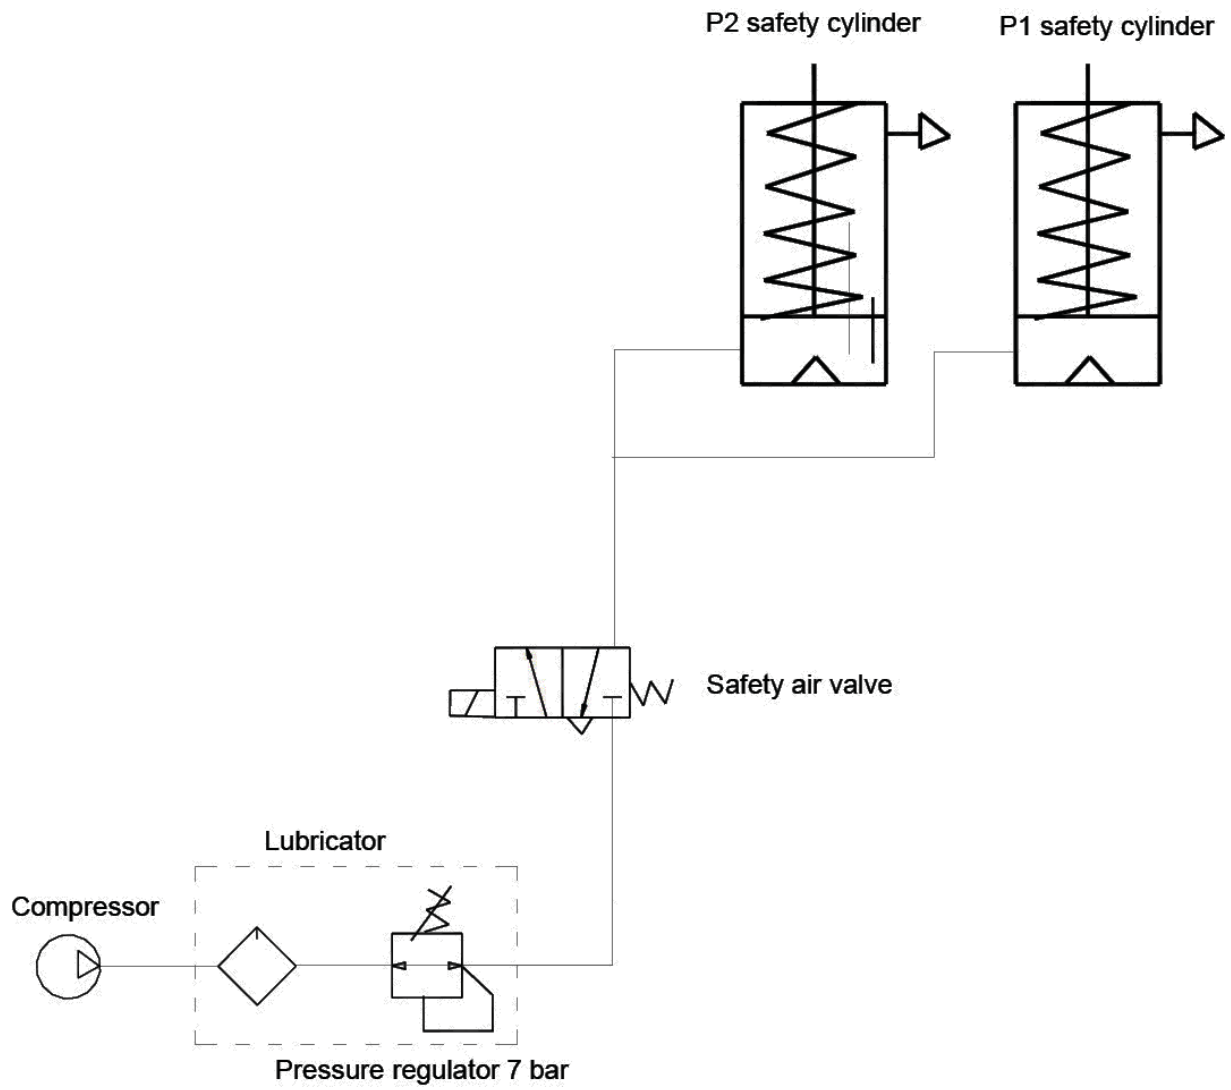 P2 safety cylinder
P1 safety cylinder
Safety air valve
Lubricator
Compressor
Pressure regulator 7 bar